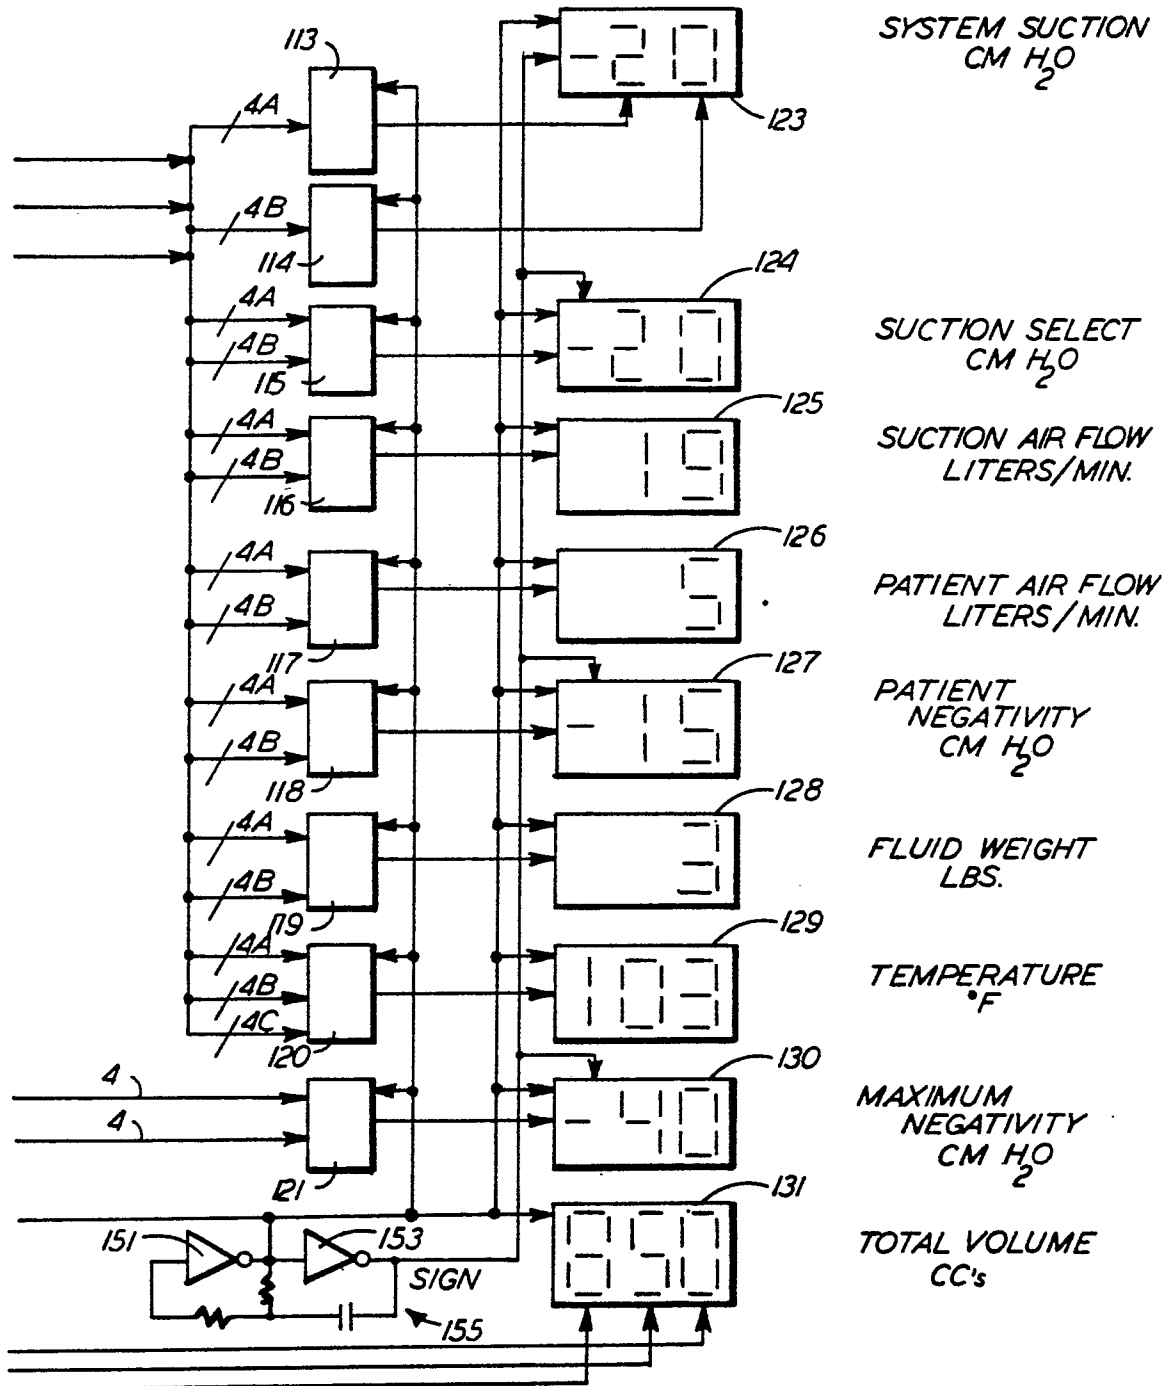 113
-20
SYSTEM SUCTION
CM H2O
123
4A
4B
114
124
4A
4B
115
-20
SUCTION SELECT
CM H2O
125
4A
4B
116
19
SUCTION AIR FLOW
LITERS/MIN.
126
4A
4B
117
5
PATIENT AIR FLOW
LITERS/MIN.
127
4A
4B
118
-15
PATIENT
NEGATIVITY
CM H2O
128
4A
4B
119
3
FLUID WEIGHT
LBS.
129
4A
4B
4C
120
103
TEMPERATURE
°F
130
4
4
121
-40
MAXIMUM
NEGATIVITY
CM H2O
131
151
153
SIGN
155
850
TOTAL VOLUME
CC's